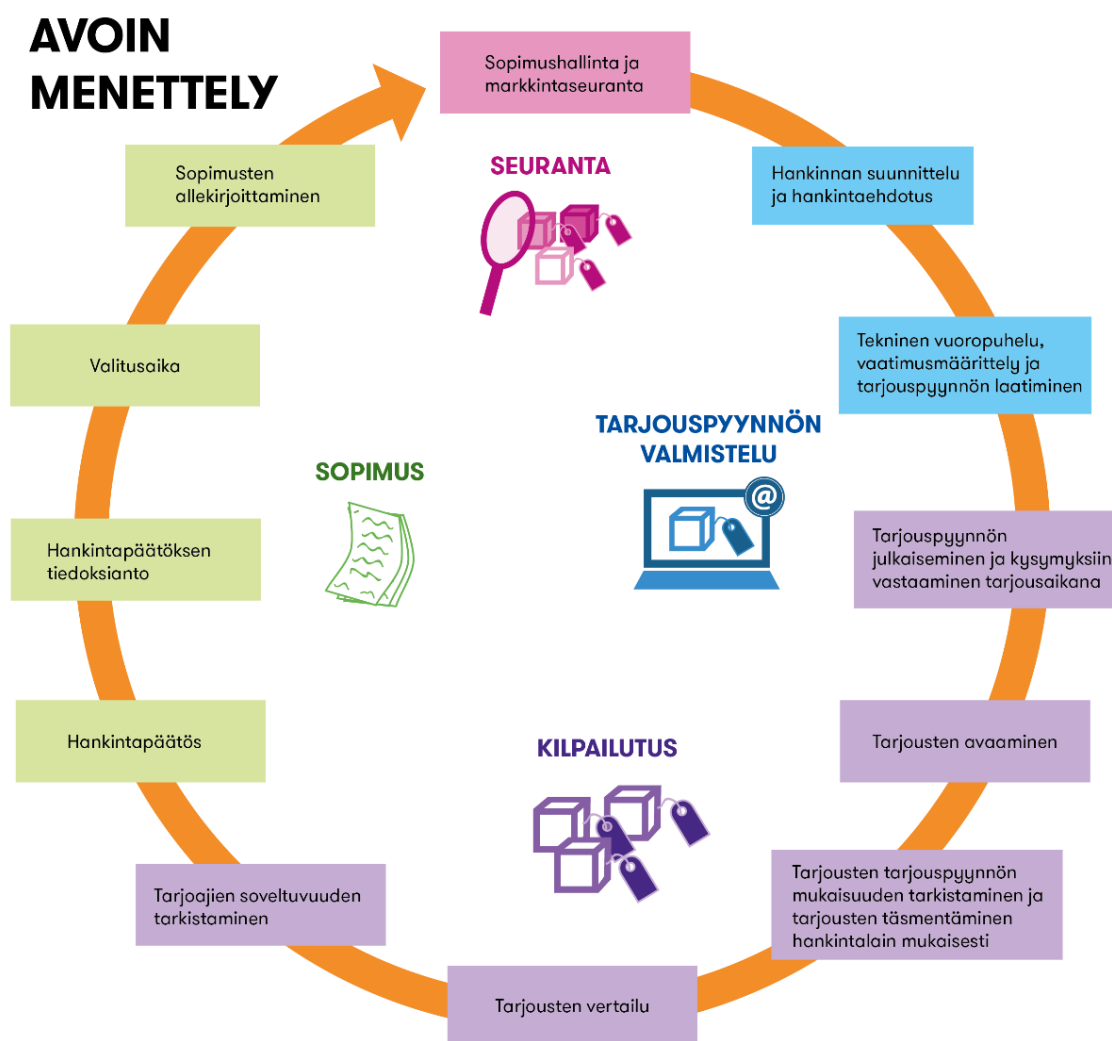 AVOIN
MENETTELY
Sopimushallinta ja
markkintaseuranta
Hankinnan suunnittelu
ja hankintaehdotus
Tekninen vuoropuhelu,
vaatimusmäärittely ja
tarjouspyynnön laatiminen
Tarjouspyynnön
julkaiseminen ja kysymyksiin
vastaaminen tarjousaikana
Tarjousten avaaminen
Tarjousten tarjouspyynnön
mukaisuuden tarkistaminen ja
tarjousten täsmentäminen
hankintalain mukaisesti
Tarjousten vertailu
Tarjoajien soveltuvuuden
tarkistaminen
Hankintapäätös
Hankintapäätöksen
tiedoksianto
Valitusaika
Sopimusten
allekirjoittaminen
SEURANTA
TARJOUSPYYNNÖN
VALMISTELU
@
KILPAILUTUS
SOPIMUS